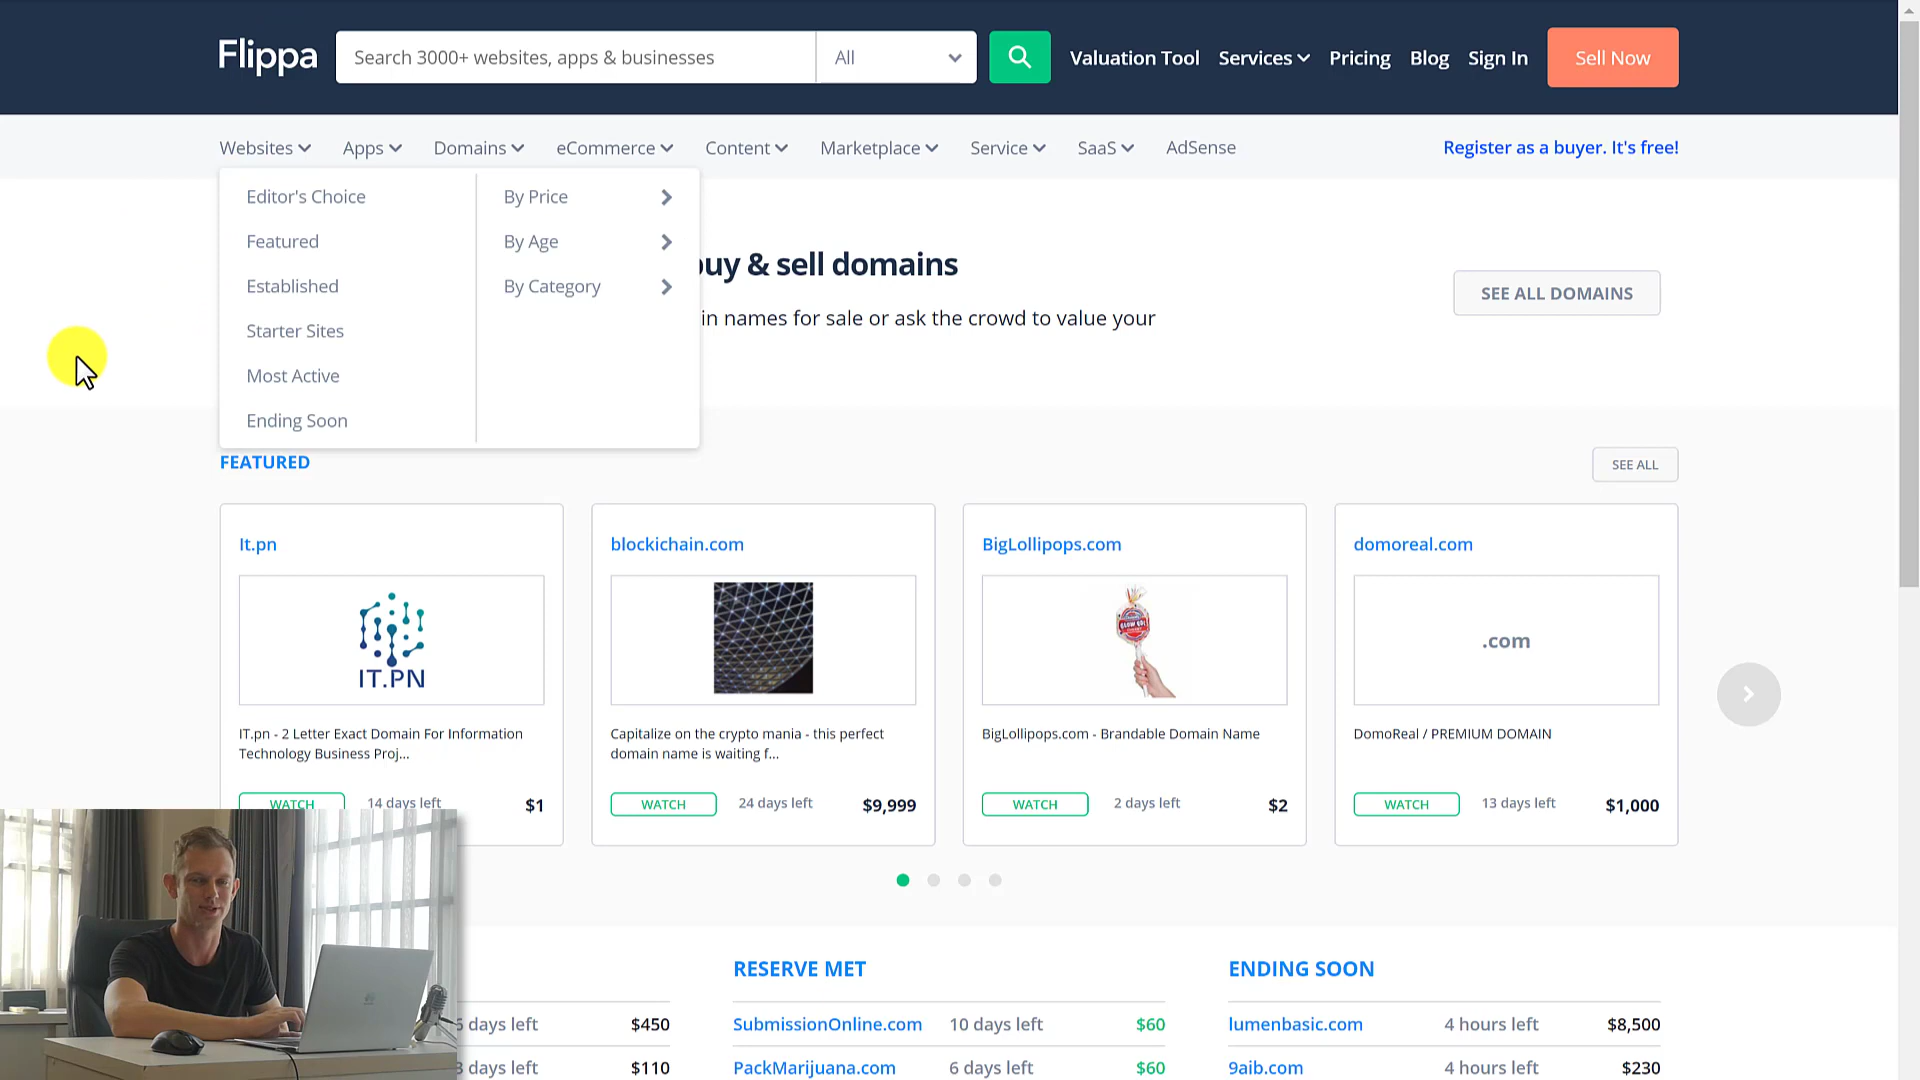 Flippa
Search 3000+ websites, apps & businesses
All
Valuation Tool
Services
Pricing
Blog
Sign In
Sell Now
Websites
Apps
Domains
eCommerce
Content
Marketplace
Service
SaaS
AdSense
Register as a buyer. It's free!
Editor's Choice
Featured
Established
Starter Sites
Most Active
Ending Soon
By Price
By Age
By Category
buy & sell domains
in names for sale or ask the crowd to value your
SEE ALL DOMAINS
FEATURED
SEE ALL
It.pn
IT.PN
IT.pn - 2 Letter Exact Domain For Information
Technology Business Proj...
WATCH
14 days left
$1
blockichain.com
Capitalize on the crypto mania - this perfect
domain name is waiting f...
WATCH
24 days left
$9,999
BigLollipops.com
BigLollipops.com - Brandable Domain Name
WATCH
2 days left
$2
domoreal.com
.com
DomoReal / PREMIUM DOMAIN
WATCH
13 days left
$1,000
days left $450
days left $110
RESERVE MET
SubmissionOnline.com 10 days left $60
PackMarijuana.com 6 days left $60
ENDING SOON
lumenbasic.com 4 hours left $8,500
9aib.com 4 hours left $230